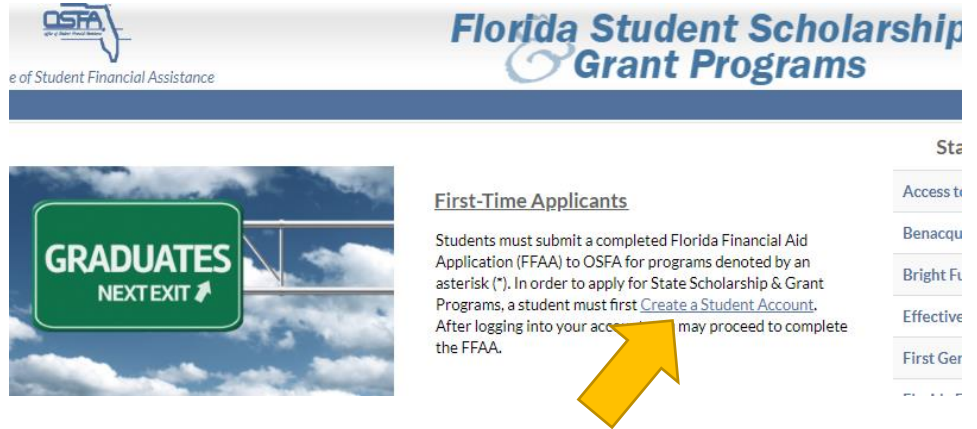 OSFA
e of Student Financial Assistance
Florida Student Scholarship
& Grant Programs
GRADUATES
NEXT EXIT
First-Time Applicants
Students must submit a completed Florida Financial Aid
Application (FFAA) to OSFA for programs denoted by an
asterisk (*). In order to apply for State Scholarship & Grant
Programs, a student must first Create a Student Account.
After logging into your acc may proceed to complete
the FFAA.
Sta
Access to
Benacqu
Bright Fu
Effective
First Gen